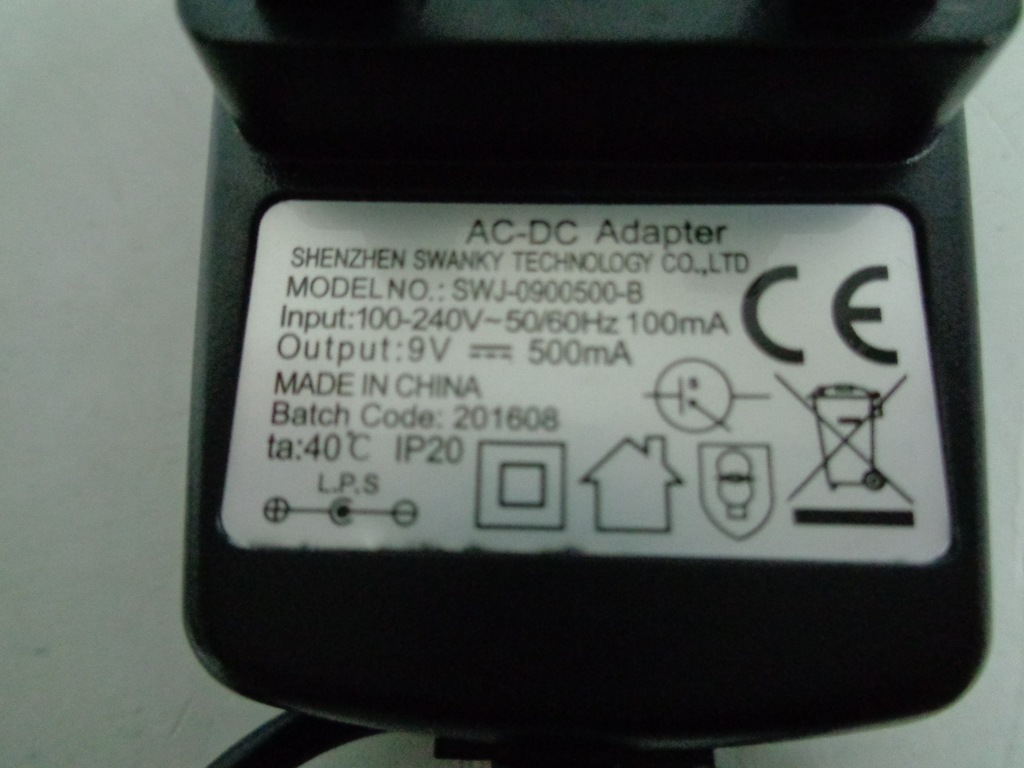 AC-DC Adapter
SHENZHEN SWANKY TECHNOLOGY CO.,LTD
MODEL NO.: SWJ-0900500-B
Input:100-240V~50/60Hz 100mA
Output:9V ⎓ 500mA
MADE IN CHINA
Batch Code: 201608
ta:40℃ IP20
L.P.S
CE